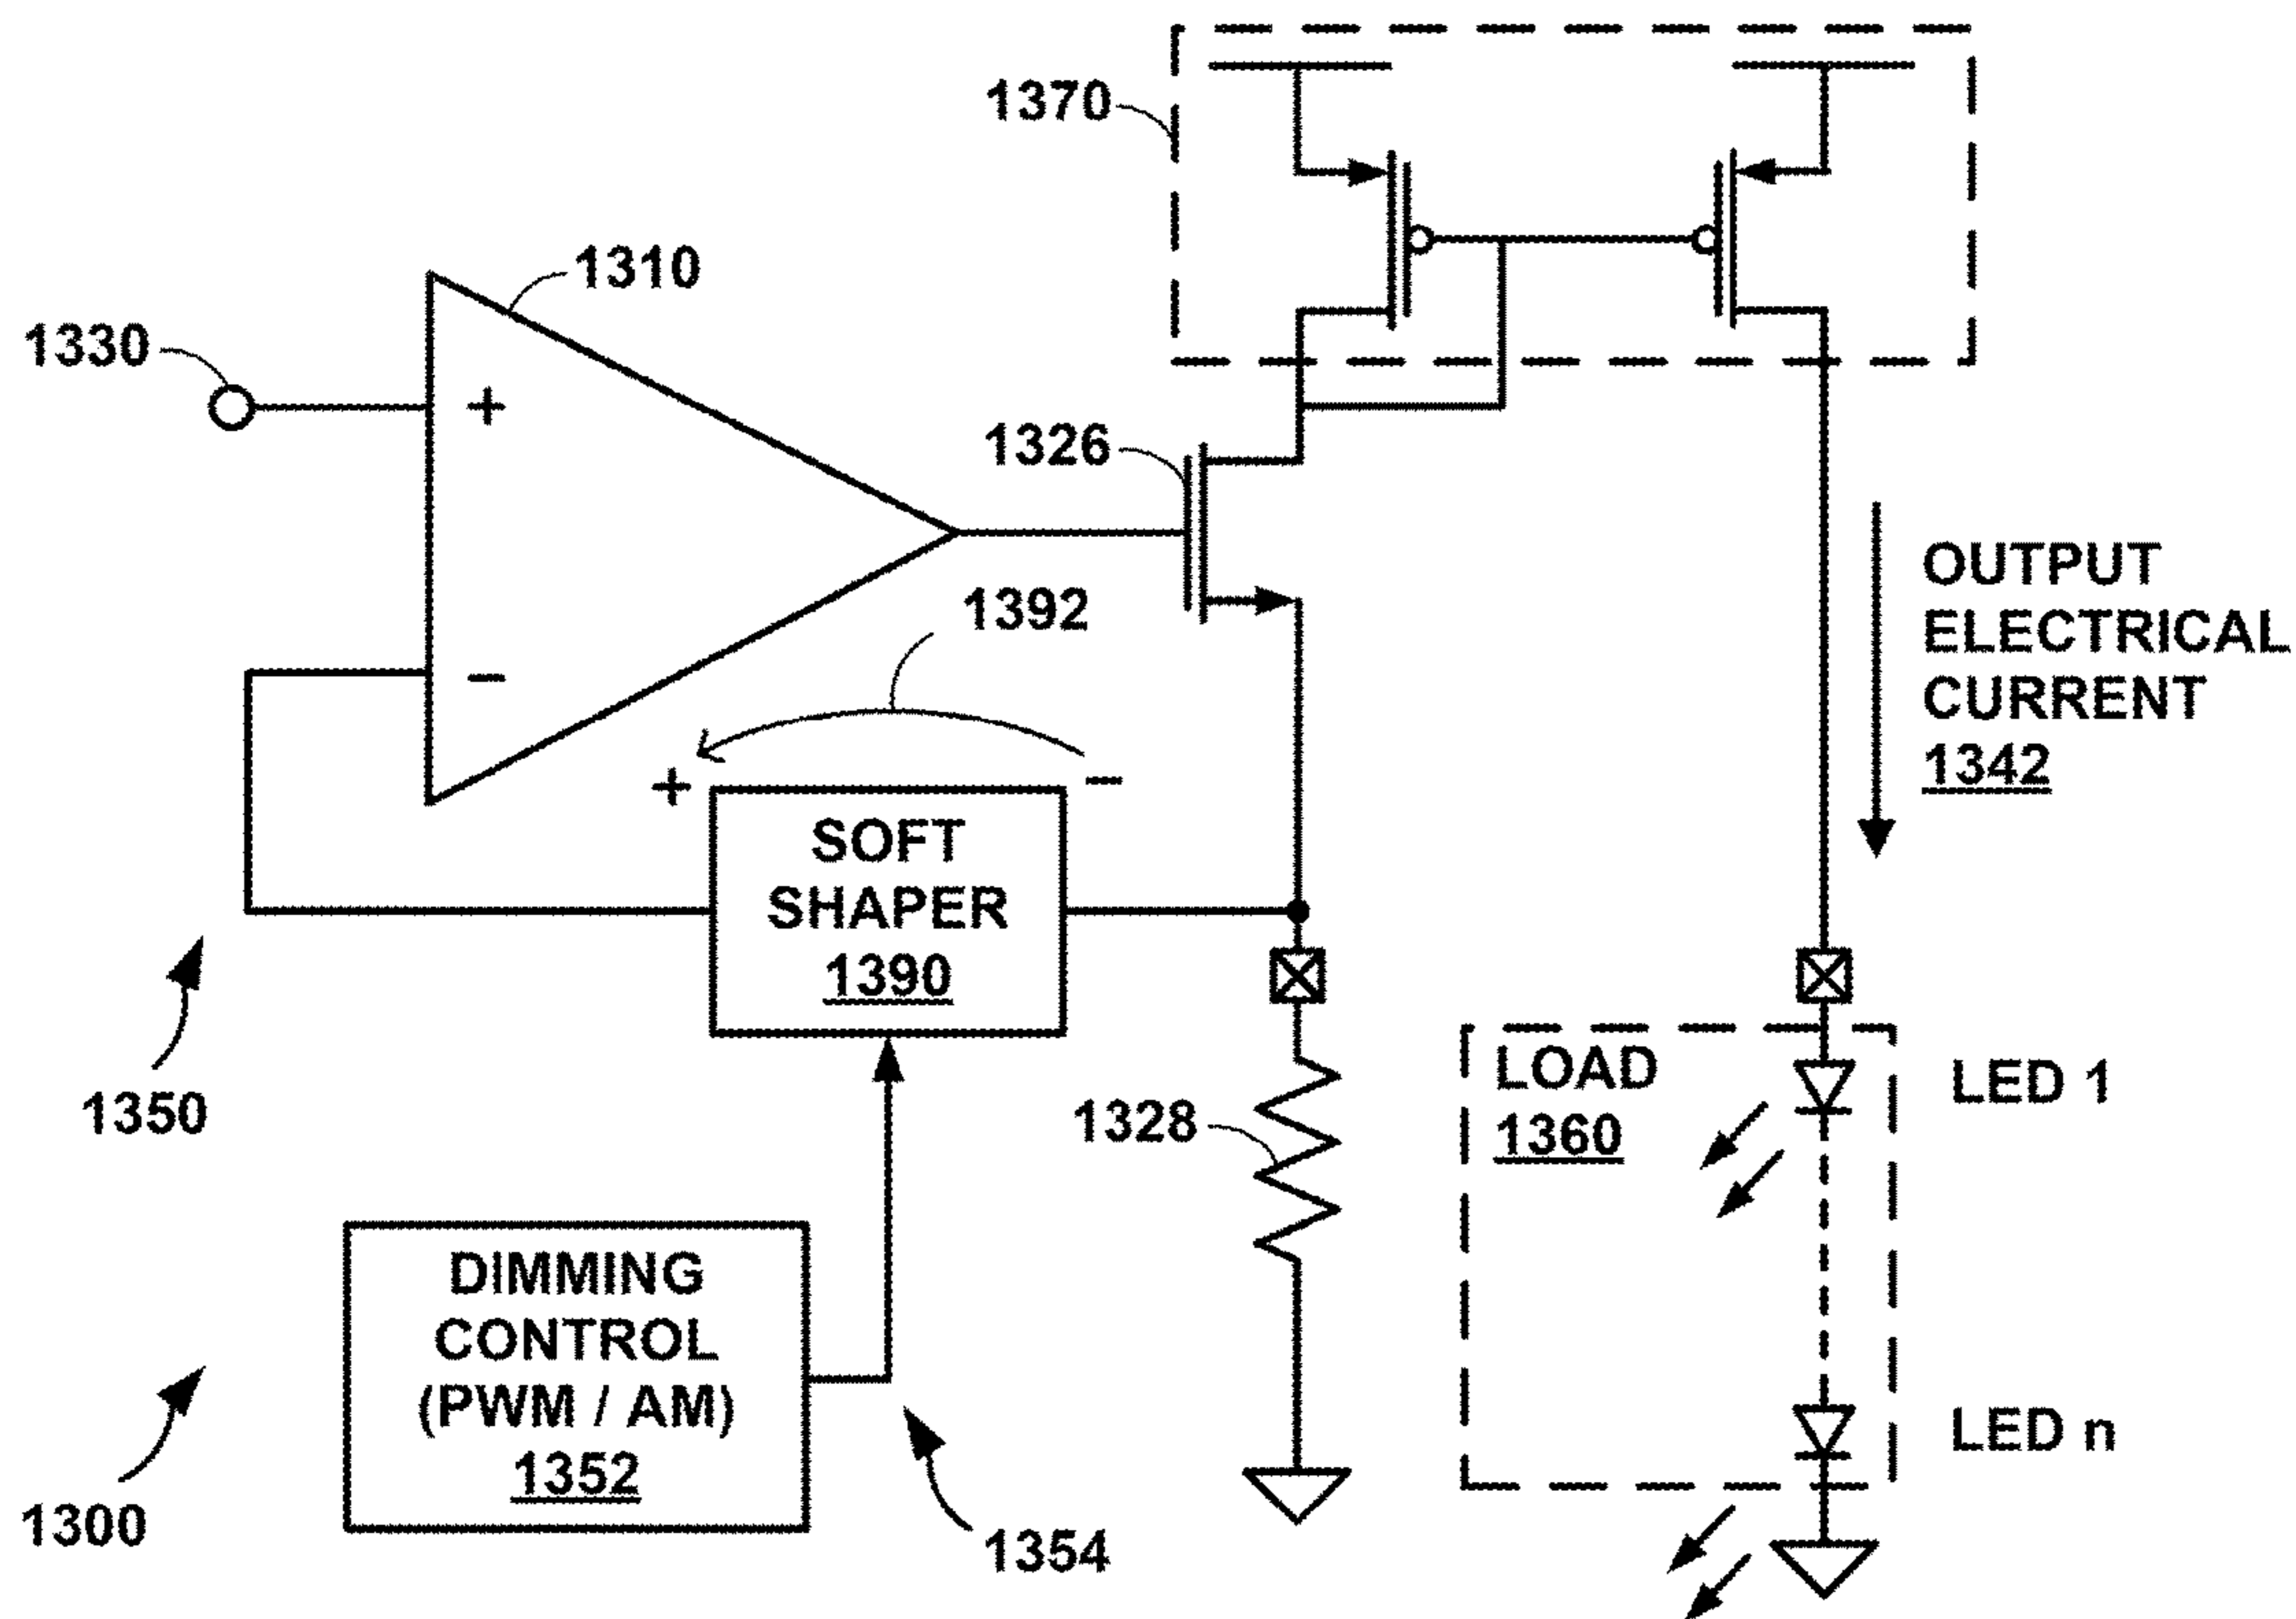 1370
1310
1330
+
1326
OUTPUT
ELECTRICAL
CURRENT
1342
1392
−
+
−
SOFT
SHAPER
1390
1350
LOAD
1360
LED 1
1328
DIMMING
CONTROL
(PWM / AM)
1352
LED n
1300
1354